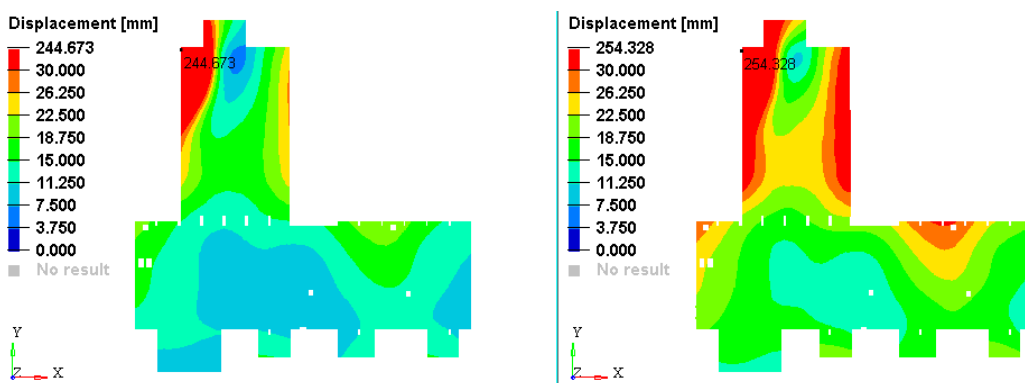 Displacement [mm]
244.673
30.000
26.250
22.500
18.750
15.000
11.250
7.500
3.750
0.000
No result
244.673
Y
Z
X
Displacement [mm]
254.328
30.000
26.250
22.500
18.750
15.000
11.250
7.500
3.750
0.000
No result
254.328
Y
Z
X